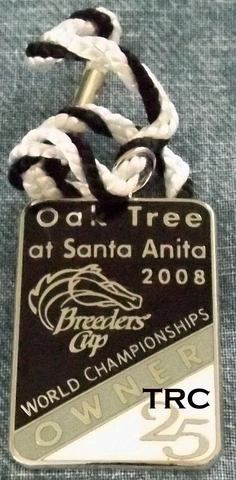 Oak Tree
at Santa Anita
2008
Breeders'
Cup
WORLD CHAMPIONSHIPS
OWNER
TRC
25